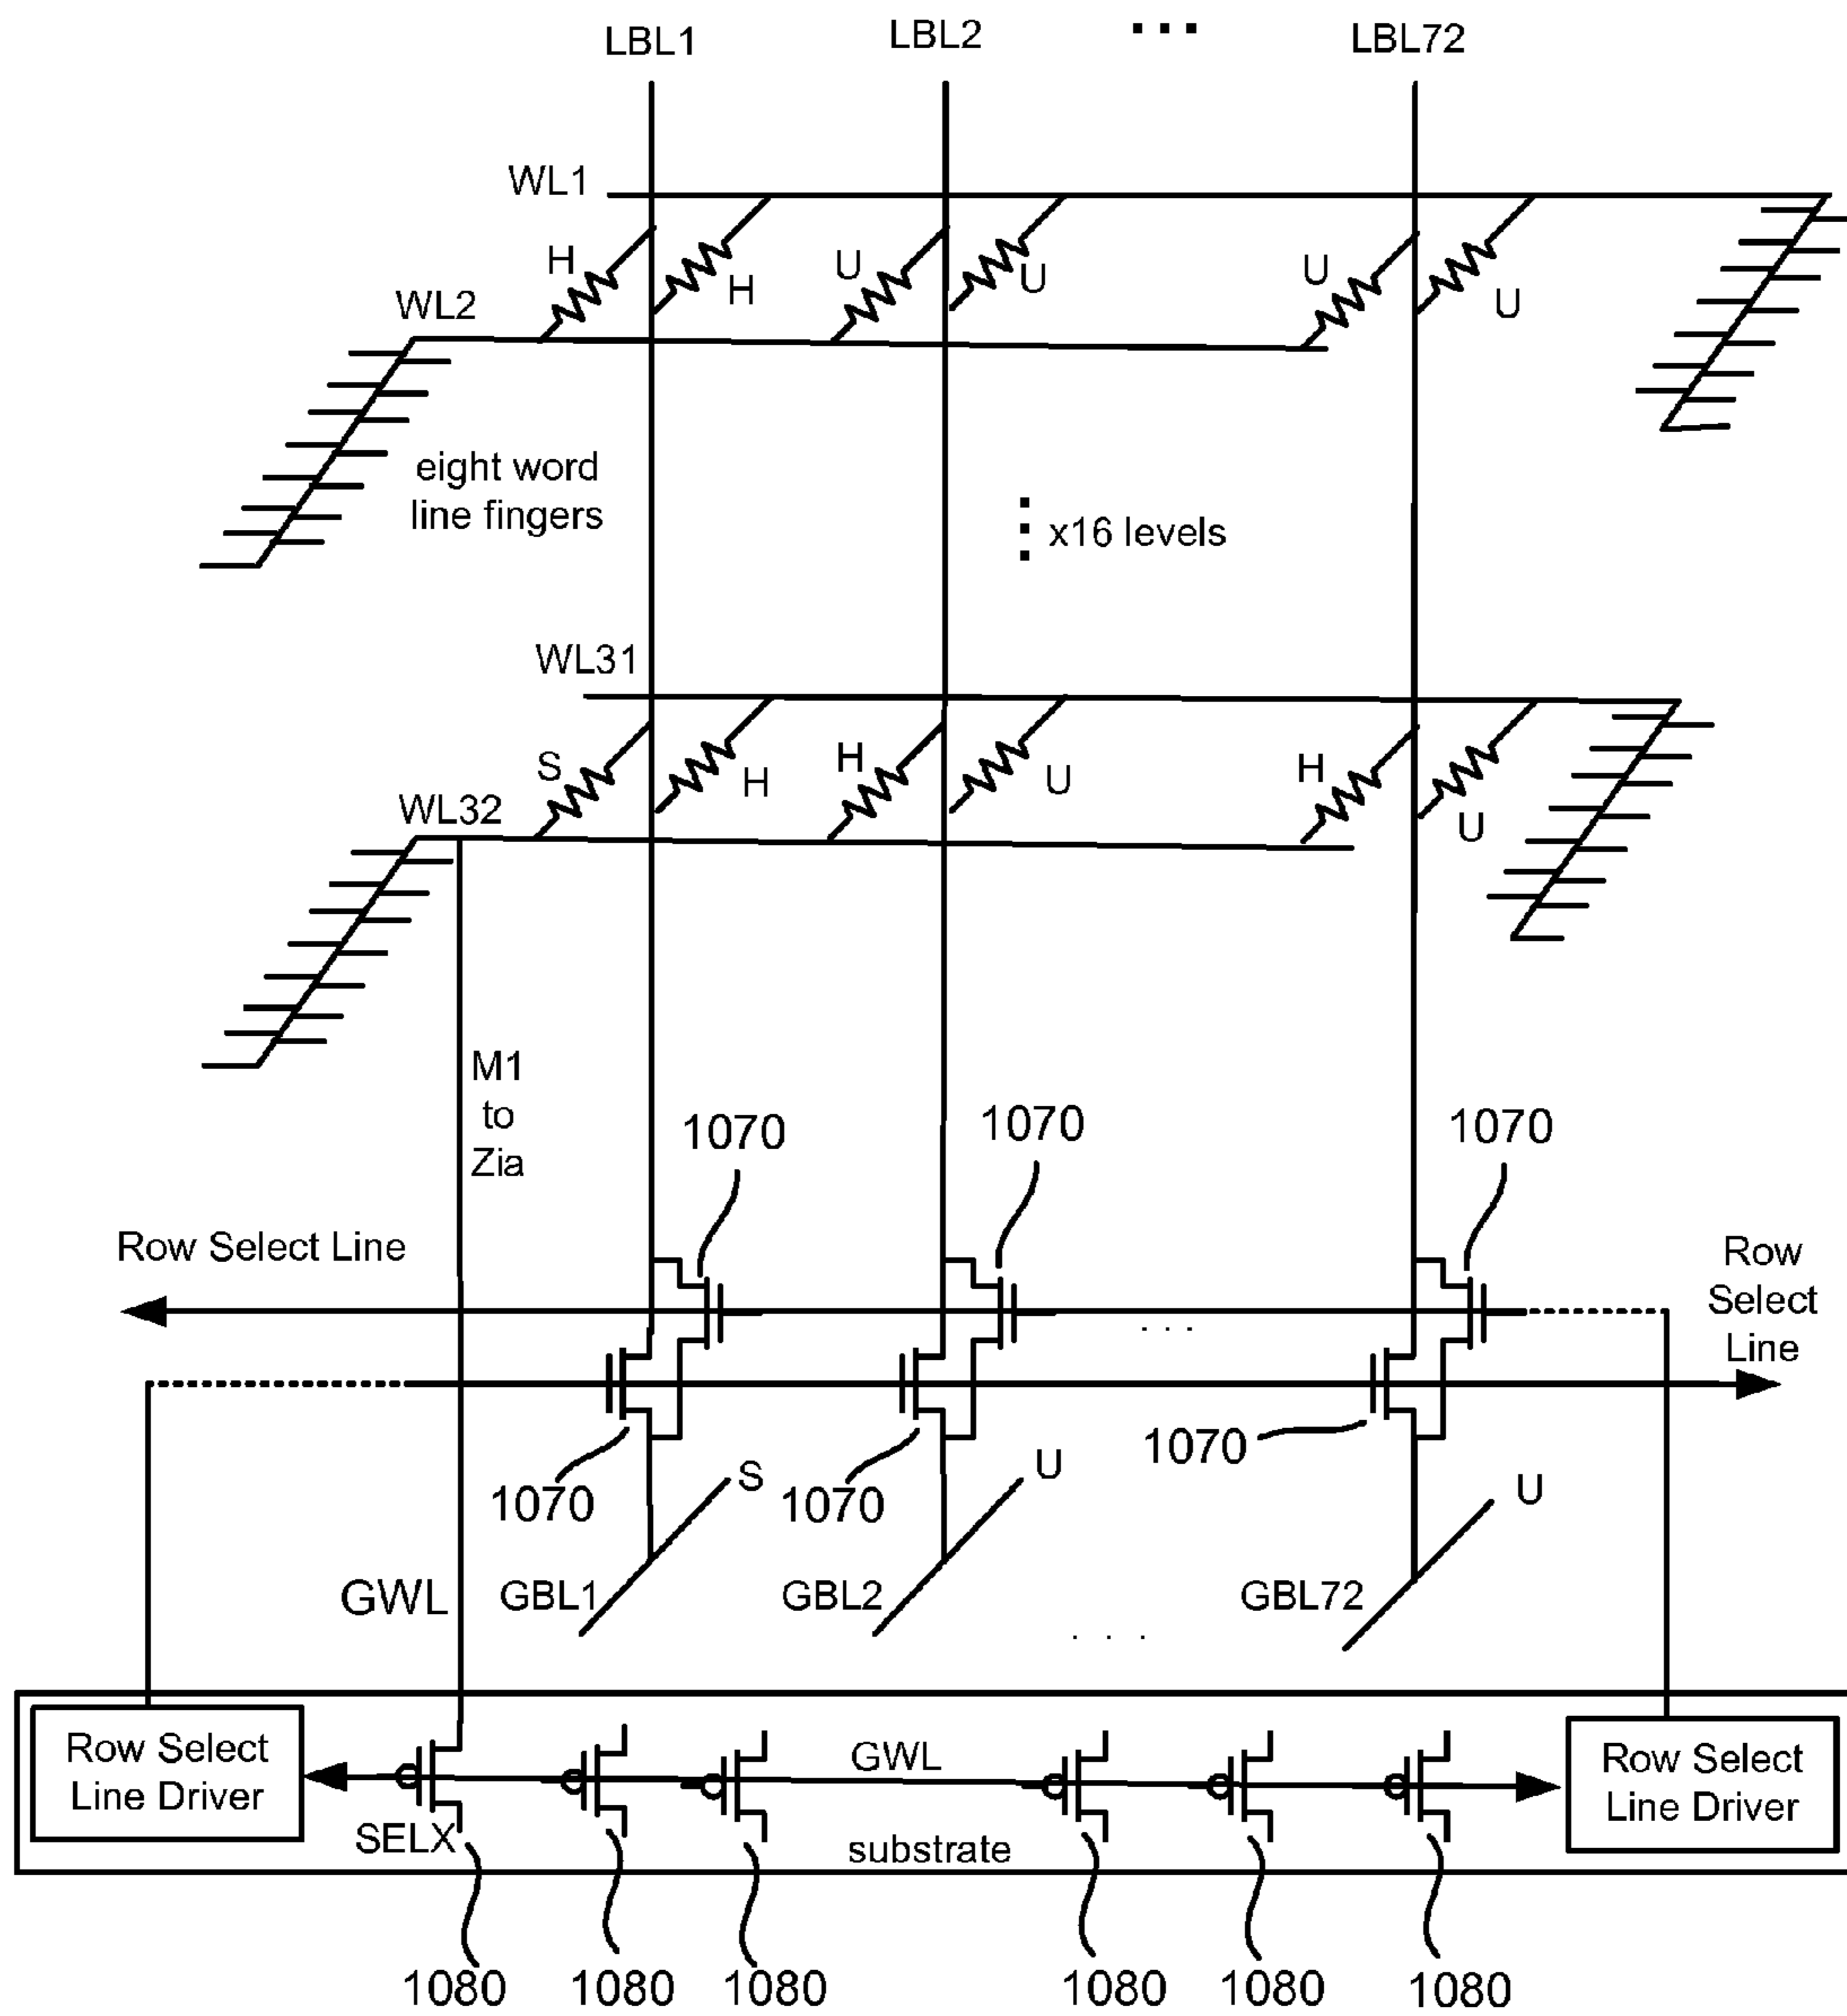 LBL1
LBL2
...
LBL72
WL1
H
H
U
U
U
U
WL2
eight word
line fingers
x16 levels
WL31
S
H
H
U
H
U
WL32
M1
to
Zia
1070
1070
1070
Row Select Line
Row
Select
Line
. . .
1070
1070
1070
S
U
U
GWL
GBL1
GBL2
GBL72
. . .
Row Select
Line Driver
GWL
Row Select
Line Driver
SELX
substrate
1080
1080
1080
1080
1080
1080